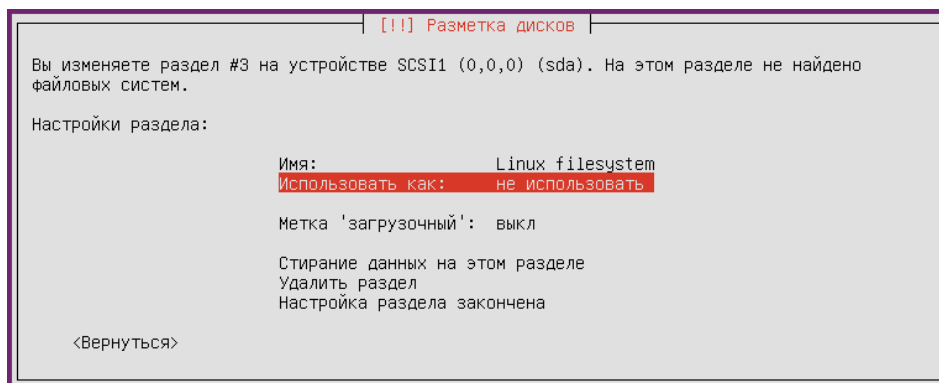 [!!] Разметка дисков
Вы изменяете раздел #3 на устройстве SCSI1 (0,0,0) (sda). На этом разделе не найдено
файловых систем.
Настройки раздела:
Имя: Linux filesystem
Использовать как: не использовать
Метка 'загрузочный': выкл
Стирание данных на этом разделе
Удалить раздел
Настройка раздела закончена
<Вернуться>